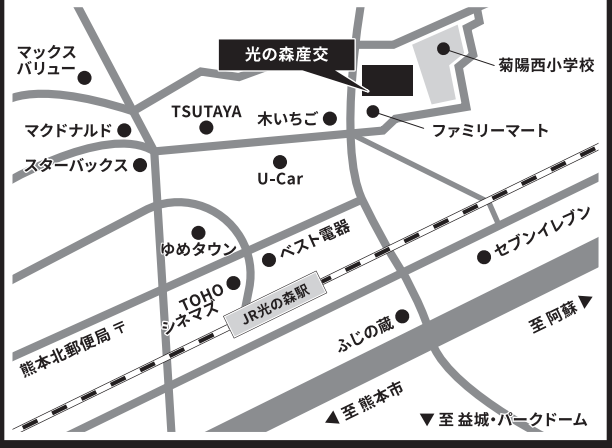 マックス
バリュー
光の森産交
菊陽西小学校
TSUTAYA
木いちご
マクドナルド
ファミリーマート
スターバックス
U-Car
ゆめタウン
ベスト電器
セブンイレブン
TOHO
シネマズ
JR光の森駅
熊本北郵便局 〒
ふじの蔵
至 阿蘇 ▶
◀ 至 熊本市
▼ 至 益城・パークドーム